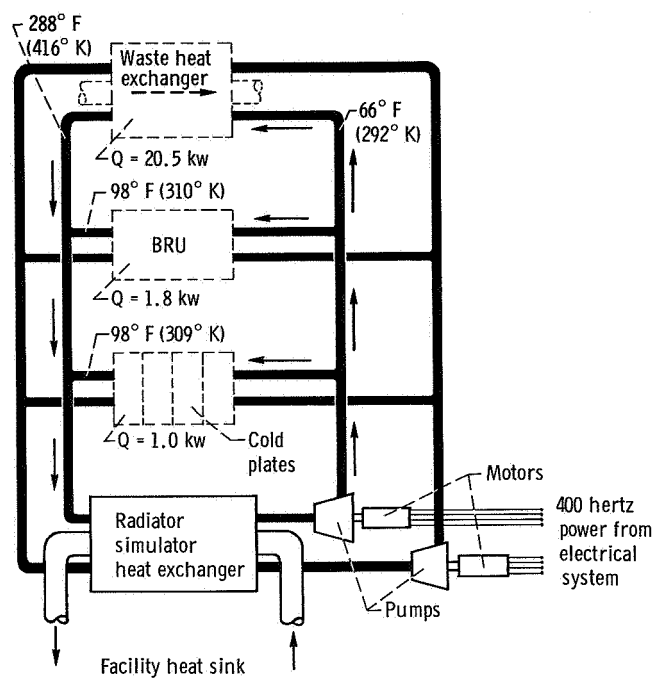 288° F
(416° K)
Waste heat
exchanger
66° F
(292° K)
Q = 20.5 kw
98° F (310° K)
BRU
Q = 1.8 kw
98° F (309° K)
Q = 1.0 kw
Cold
plates
Motors
Radiator
simulator
heat exchanger
400 hertz
power from
electrical
system
Pumps
Facility heat sink